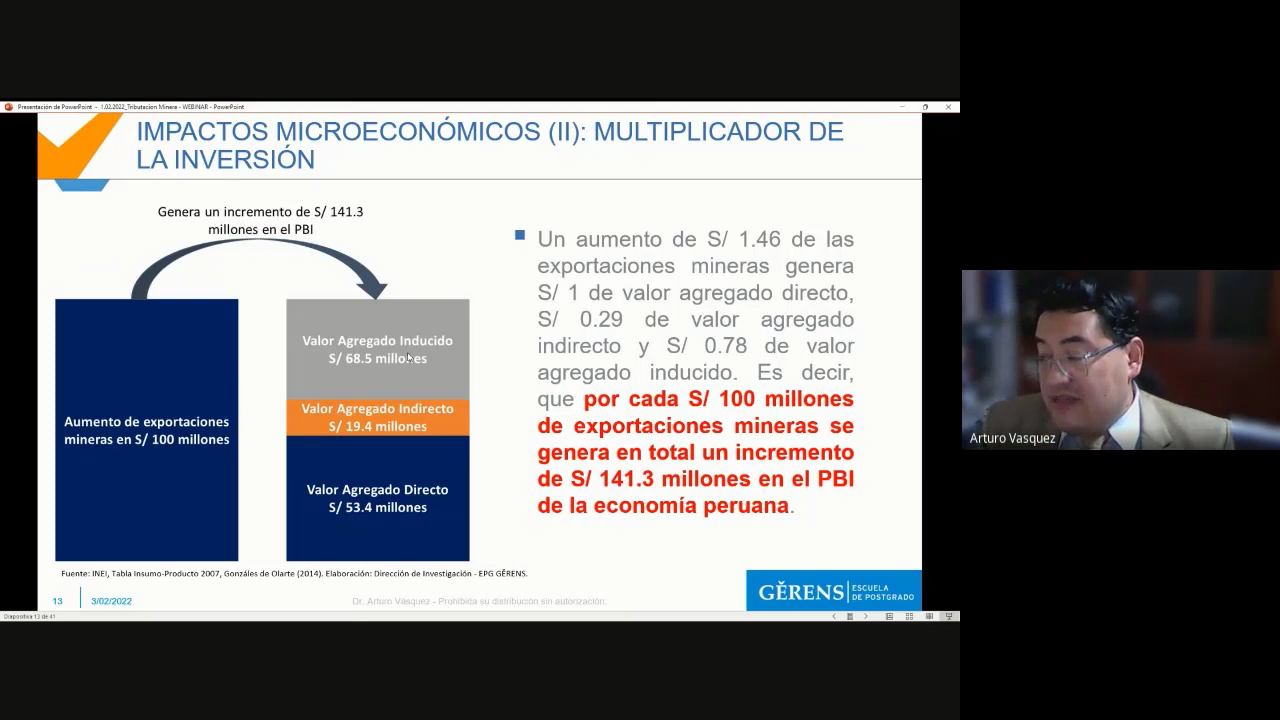 Presentación de PowerPoint - 1.02.2022_Tributacion Minera - WEBINAR - PowerPoint
IMPACTOS MICROECONÓMICOS (II): MULTIPLICADOR DE
LA INVERSIÓN
Genera un incremento de S/ 141.3
millones en el PBI
Aumento de exportaciones
mineras en S/ 100 millones
Valor Agregado Inducido
S/ 68.5 millones
Valor Agregado Indirecto
S/ 19.4 millones
Valor Agregado Directo
S/ 53.4 millones
Un aumento de S/ 1.46 de las
exportaciones mineras genera
S/ 1 de valor agregado directo,
S/ 0.29 de valor agregado
indirecto y S/ 0.78 de valor
agregado inducido. Es decir,
que por cada S/ 100 millones
de exportaciones mineras se
genera en total un incremento
de S/ 141.3 millones en el PBI
de la economía peruana.
Fuente: INEI, Tabla Insumo-Producto 2007, Gonzáles de Olarte (2014). Elaboración: Dirección de Investigación - EPG GĚRENS.
13
3/02/2022
Dr. Arturo Vásquez - Prohibida su distribución sin autorización.
GĚRENS
ESCUELA
DE POSTGRADO
Diapositiva 13 de 41
Arturo Vasquez